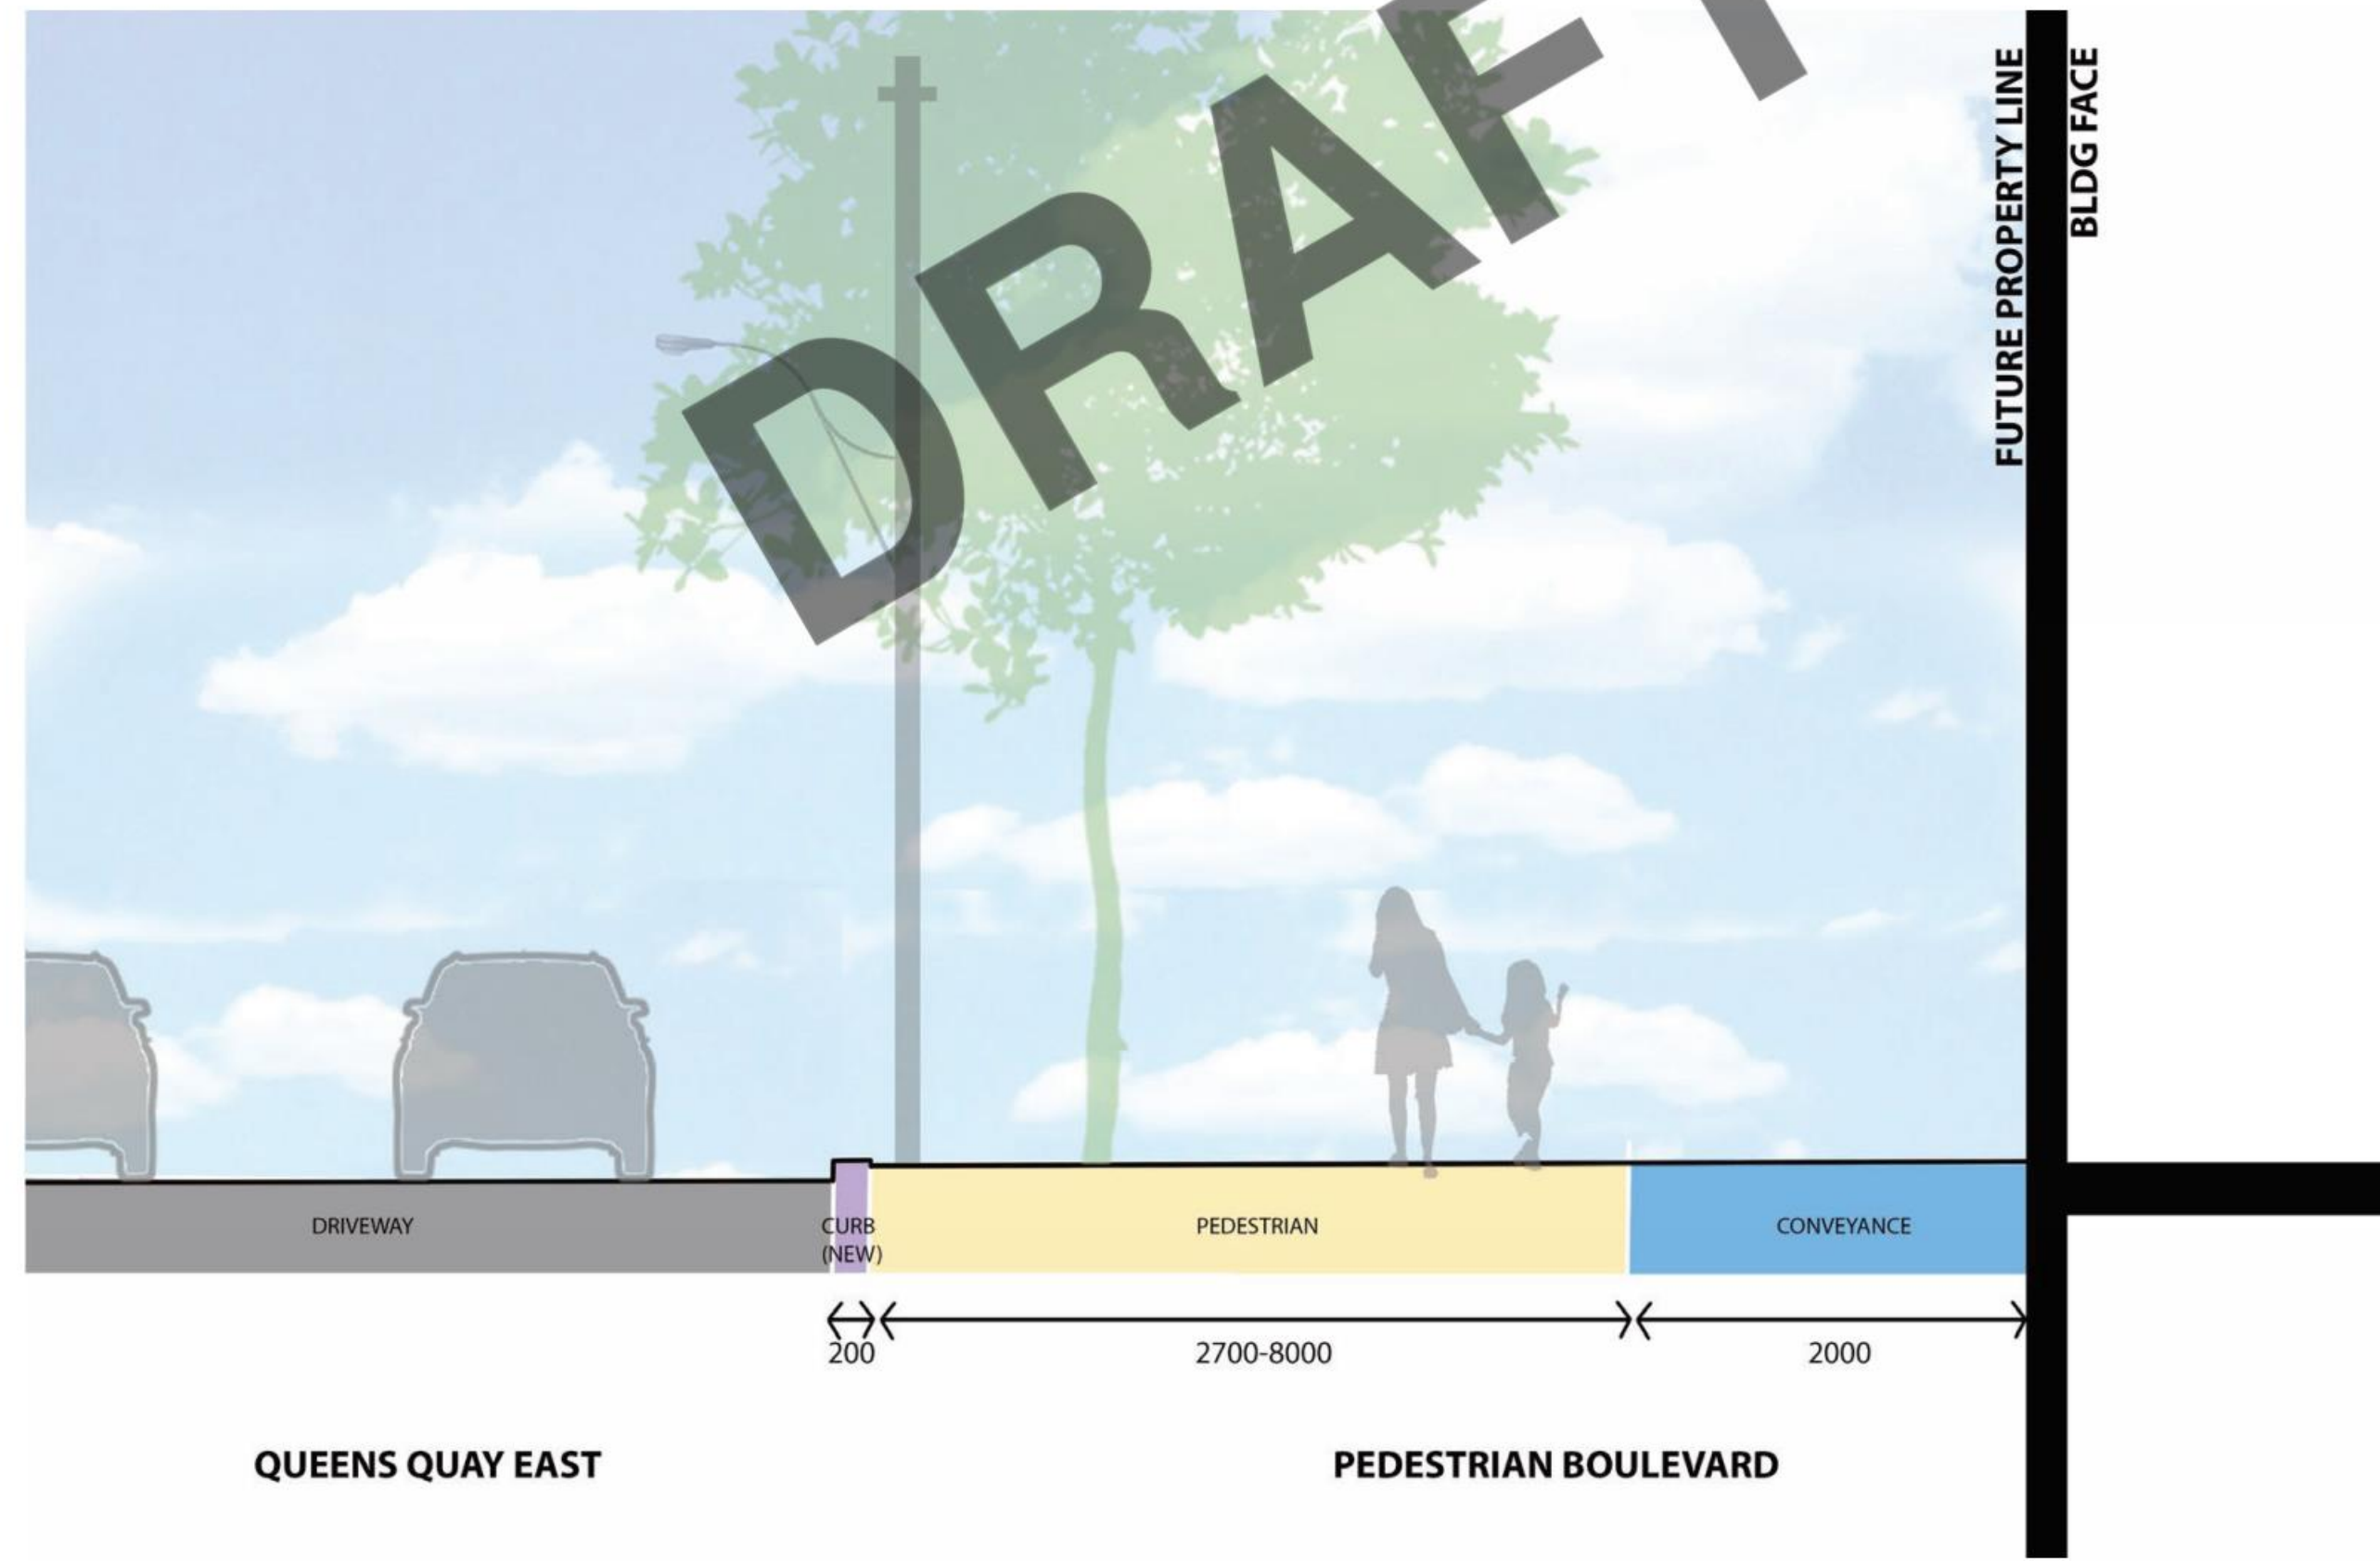 DRAFT
FUTURE PROPERTY LINE
BLDG FACE
DRIVEWAY
CURB
(NEW)
PEDESTRIAN
CONVEYANCE
200
2700-8000
2000
QUEENS QUAY EAST
PEDESTRIAN BOULEVARD